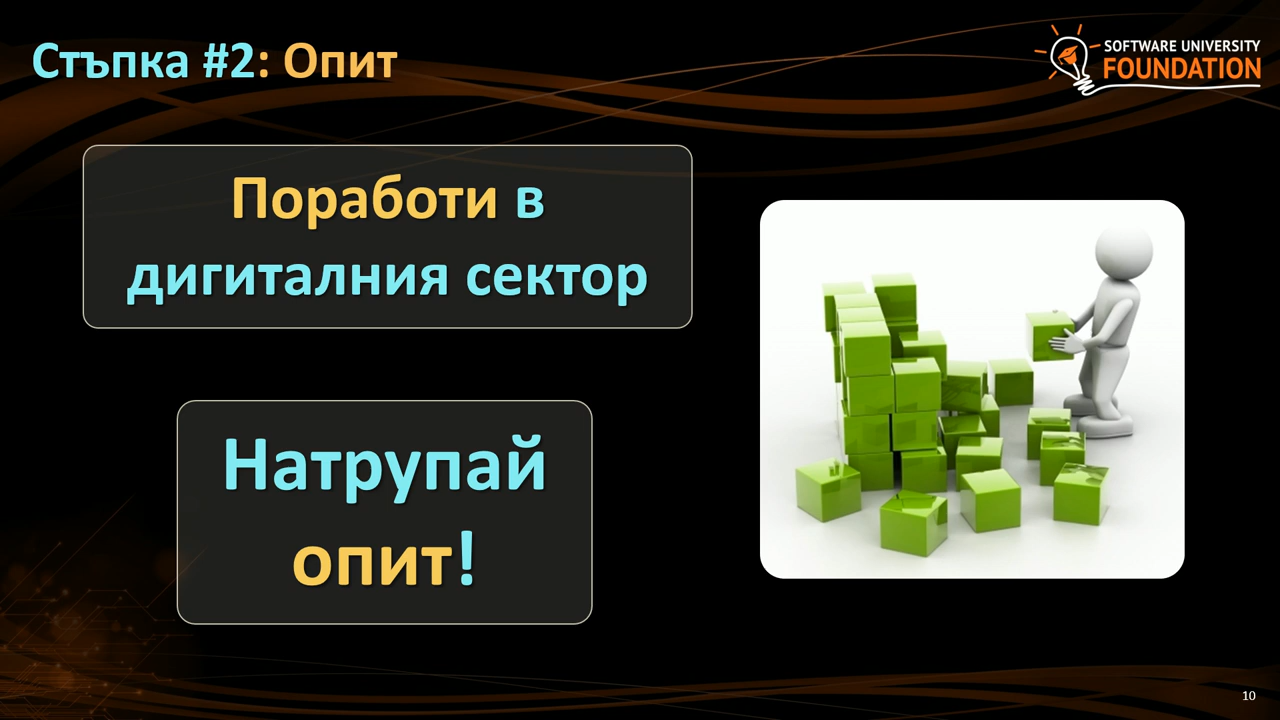 Стъпка #2: Опит
SOFTWARE UNIVERSITY
FOUNDATION
Поработи в
дигиталния сектор
Натрупай
опит!
10